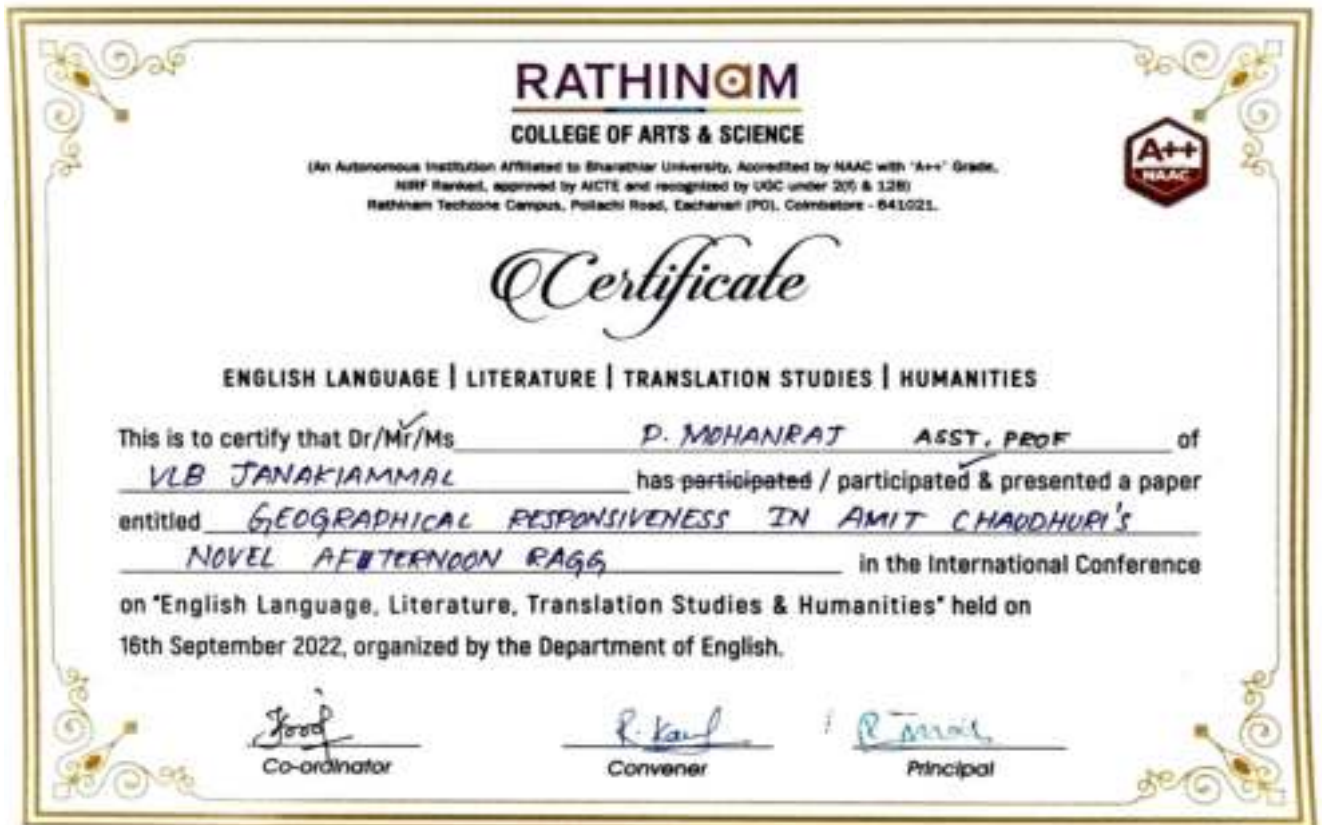 RATHINAM
COLLEGE OF ARTS & SCIENCE
(An Autonomous Institution Affiliated to Bharathiar University, Accredited by NAAC with "A++" Grade,
NIRF Ranked, approved by AICTE and recognized by UGC under 2(f) & 12B)
Rathinam Techzone Campus, Pollachi Road, Eachanari (PO), Coimbatore - 641021.
A++
NAAC
Certificate
ENGLISH LANGUAGE | LITERATURE | TRANSLATION STUDIES | HUMANITIES
This is to certify that Dr/Mr/Ms P. MOHANRAJ ASST. PROF of
VLB JANAKIAMMAL has participated / participated & presented a paper
entitled GEOGRAPHICAL RESPONSIVENESS IN AMIT CHAUDHURI'S
NOVEL AFTERNOON RAGG in the International Conference
on "English Language, Literature, Translation Studies & Humanities" held on
16th September 2022, organized by the Department of English.
Co-ordinator Convener Principal